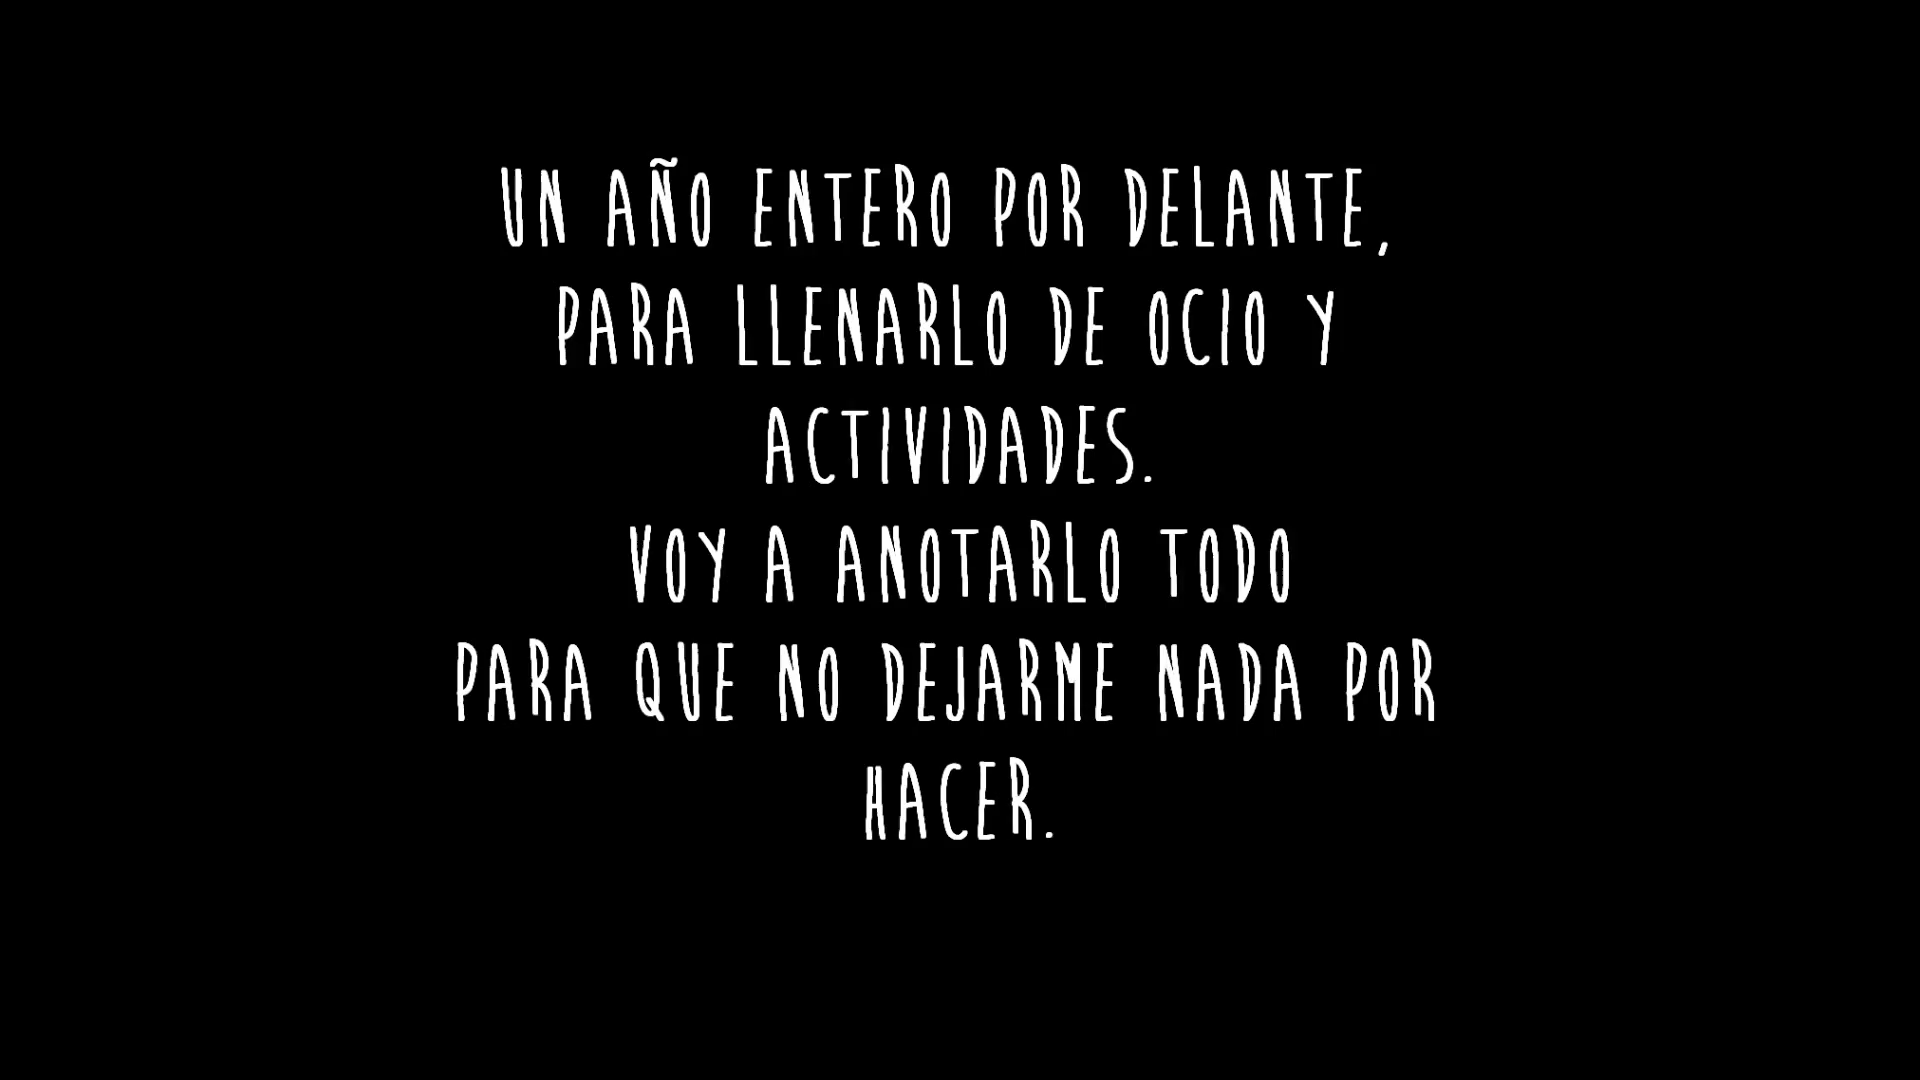 UN AÑO ENTERO POR DELANTE,
PARA LLENARLO DE OCIO Y
ACTIVIDADES.
VOY A ANOTARLO TODO
PARA QUE NO DEJARME NADA POR
HACER.